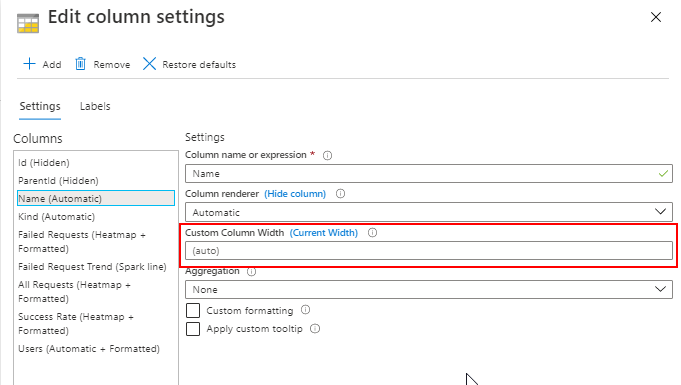 Edit column settings
Add Remove Restore defaults
Settings Labels
Columns
Id (Hidden)
ParentId (Hidden)
Name (Automatic)
Kind (Automatic)
Failed Requests (Heatmap +
Formatted)
Failed Request Trend (Spark line)
All Requests (Heatmap +
Formatted)
Success Rate (Heatmap +
Formatted)
Users (Automatic + Formatted)
Settings
Column name or expression *
Name
Column renderer (Hide column)
Automatic
Custom Column Width (Current Width)
(auto)
Aggregation
None
Custom formatting
Apply custom tooltip